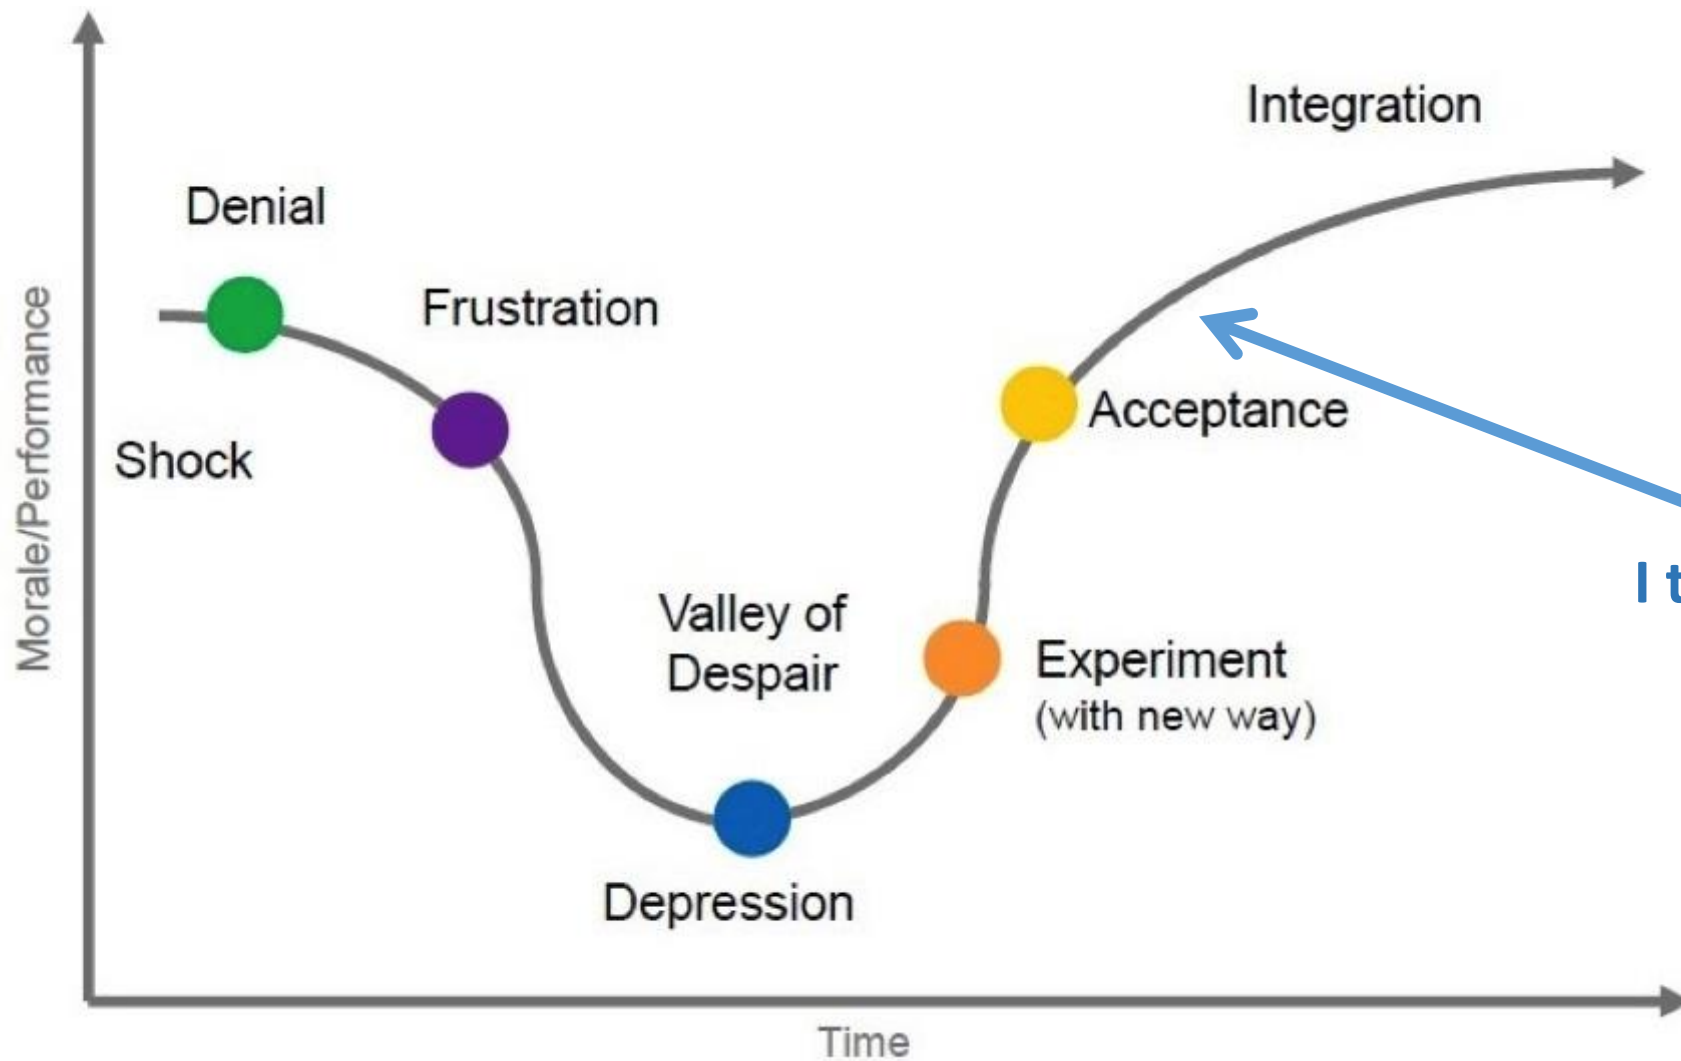 Integration
Denial
Frustration
Acceptance
Shock
Morale/Performance
I t
Valley of
Despair
Experiment
(with new way)
Depression
Time